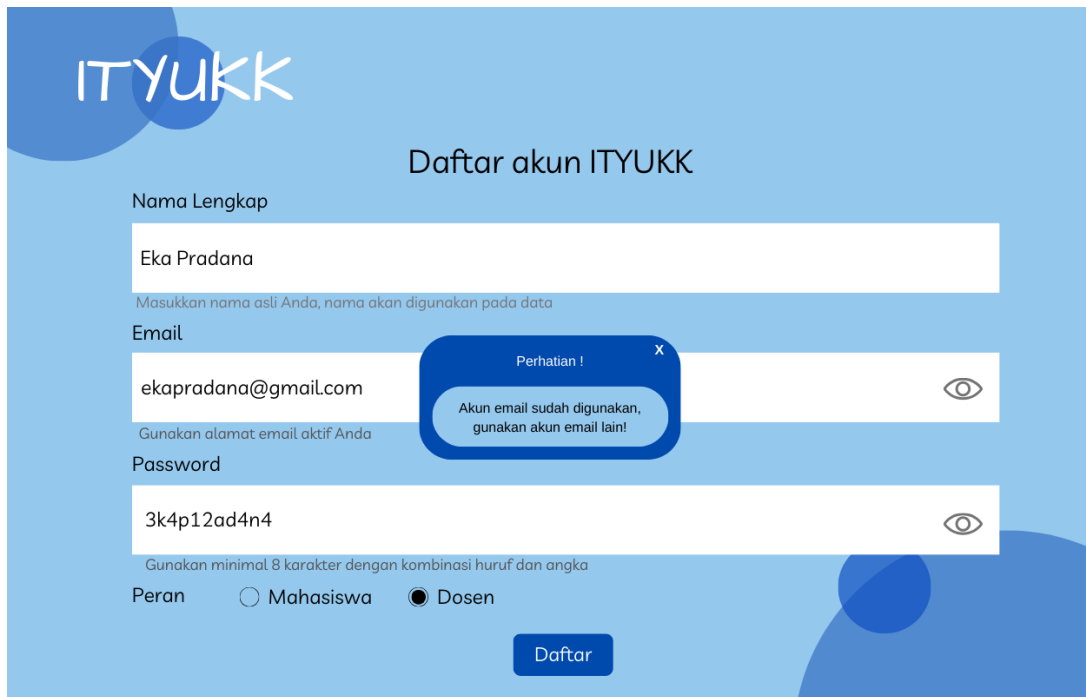 ITYUKK
Daftar akun ITYUKK
Nama Lengkap
Eka Pradana
Masukkan nama asli Anda, nama akan digunakan pada data
Email
ekapradana@gmail.com
Gunakan alamat email aktif Anda
X
Perhatian !
Akun email sudah digunakan,
gunakan akun email lain!
Password
3k4p12ad4n4
Gunakan minimal 8 karakter dengan kombinasi huruf dan angka
Peran Mahasiswa Dosen
Daftar